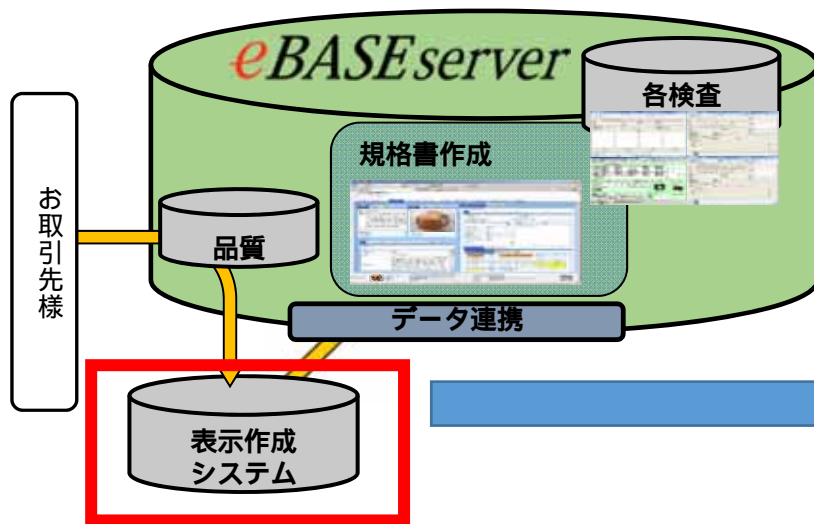 eBASEserver
各検査
規格書作成
お取引先様
品質
データ連携
表示作成
システム